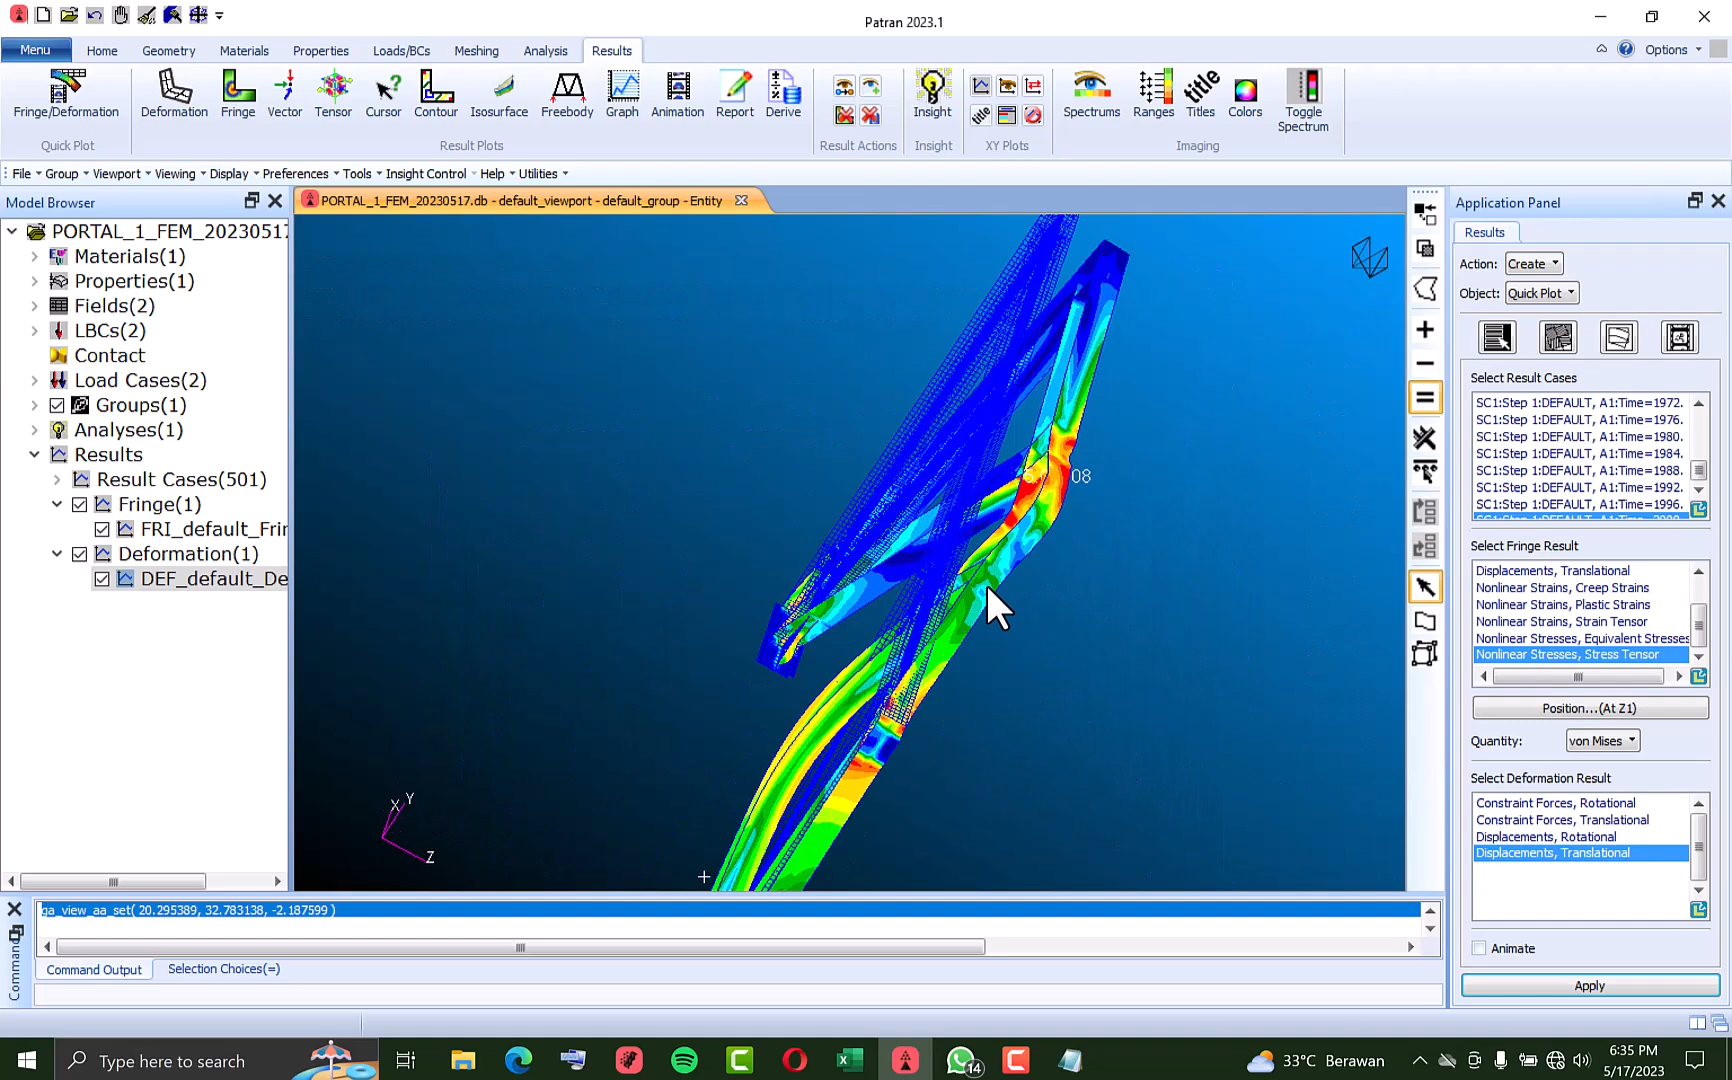 Patran 2023.1
Menu
Home
Geometry
Materials
Properties
Loads/BCs
Meshing
Analysis
Results
Options
Fringe/Deformation
Deformation
Fringe
Vector
Tensor
Cursor
Contour
Isosurface
Freebody
Graph
Animation
Report
Derive
Insight
title
Spectrums
Ranges
Titles
Colors
Toggle
Spectrum
Quick Plot
Result Plots
Result Actions
Insight
XY Plots
Imaging
File
Group
Viewport
Viewing
Display
Preferences
Tools
Insight Control
Help
Utilities
Model Browser
PORTAL_1_FEM_20230517
Materials(1)
Properties(1)
Fields(2)
LBCs(2)
Contact
Load Cases(2)
Groups(1)
Analyses(1)
Results
Result Cases(501)
Fringe(1)
FRI_default_Frin
Deformation(1)
DEF_default_De
PORTAL_1_FEM_20230517.db - default_viewport - default_group - Entity
08
X
Y
Z
Application Panel
Results
Action:
Create
Object:
Quick Plot
Select Result Cases
SC1:Step 1:DEFAULT, A1:Time=1972.
SC1:Step 1:DEFAULT, A1:Time=1976.
SC1:Step 1:DEFAULT, A1:Time=1980.
SC1:Step 1:DEFAULT, A1:Time=1984.
SC1:Step 1:DEFAULT, A1:Time=1988.
SC1:Step 1:DEFAULT, A1:Time=1992.
SC1:Step 1:DEFAULT, A1:Time=1996.
Select Fringe Result
Displacements, Translational
Nonlinear Strains, Creep Strains
Nonlinear Strains, Plastic Strains
Nonlinear Strains, Strain Tensor
Nonlinear Stresses, Equivalent Stresses
Nonlinear Stresses, Stress Tensor
Position...(At Z1)
Quantity:
von Mises
Select Deformation Result
Constraint Forces, Rotational
Constraint Forces, Translational
Displacements, Rotational
Displacements, Translational
Animate
Apply
ga_view_aa_set( 20.295389, 32.783138, -2.187599 )
Command
Command Output
Selection Choices(=)
Type here to search
14
33°C Berawan
6:35 PM
5/17/2023